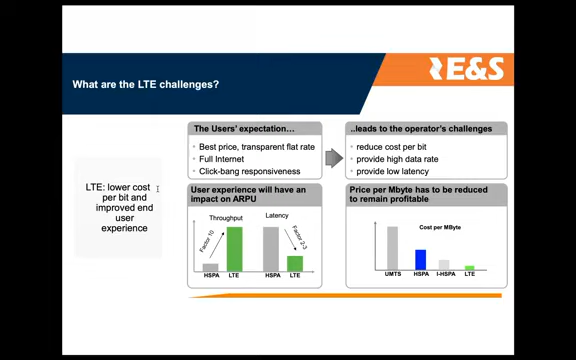 E&S
What are the LTE challenges?
The Users' expectation…
Best price, transparent flat rate
Full Internet
Click-bang responsiveness
..leads to the operator's challenges
reduce cost per bit
provide high data rate
provide low latency
LTE: lower cost
per bit and
improved end
user
experience
User experience will have an
impact on ARPU
Throughput
Latency
Factor 10
Factor 2-3
HSPA LTE HSPA LTE
Price per Mbyte has to be reduced
to remain profitable
Cost per MByte
UMTS HSPA I-HSPA LTE